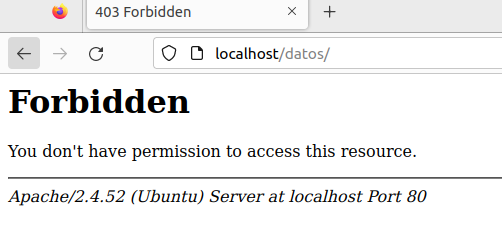 403 Forbidden
localhost/datos/
Forbidden
You don't have permission to access this resource.
Apache/2.4.52 (Ubuntu) Server at localhost Port 80